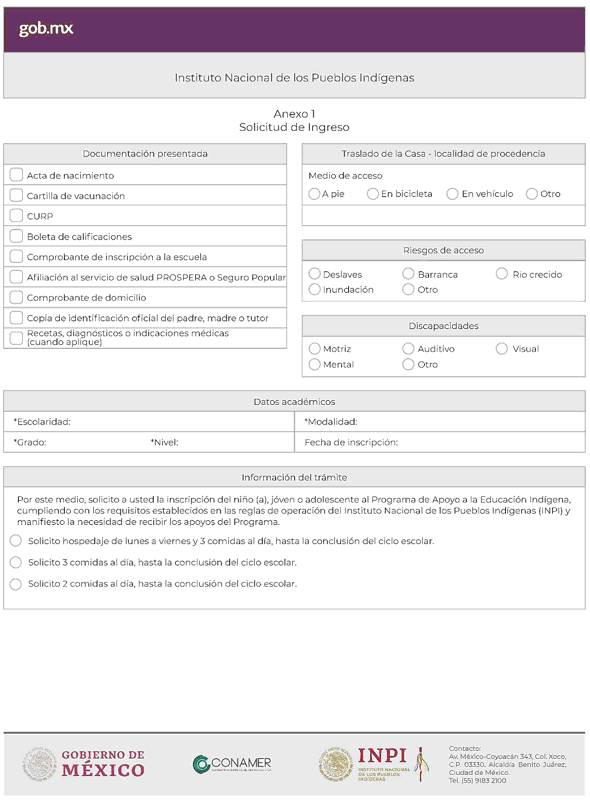 gob.mx
Instituto Nacional de los Pueblos Indígenas
Anexo 1
Solicitud de Ingreso
Documentación presentada
Acta de nacimiento
Cartilla de vacunación
CURP
Boleta de calificaciones
Comprobante de inscripción a la escuela
Afiliación al servicio de salud PROSPERA o Seguro Popular
Comprobante de domicilio
Copia de identificación oficial del padre, madre o tutor
Recetas, diagnósticos o indicaciones médicas
(cuando aplique)
Traslado de la Casa - localidad de procedencia
Medio de acceso
A pie En bicicleta En vehículo Otro
Riesgos de acceso
Deslaves Barranca Rio crecido
Inundación Otro
Discapacidades
Motriz Auditivo Visual
Mental Otro
Datos académicos
*Escolaridad: *Modalidad:
*Grado: *Nivel: Fecha de inscripción:
Información del trámite
Por este medio, solicito a usted la inscripción del niño (a), jóven o adolescente al Programa de Apoyo a la Educación Indígena,
cumpliendo con los requisitos establecidos en las reglas de operación del Instituto Nacional de los Pueblos Indígenas (INPI) y
manifiesto la necesidad de recibir los apoyos del Programa.
Solicito hospedaje de lunes a viernes y 3 comidas al día, hasta la conclusión del ciclo escolar.
Solicito 3 comidas al día, hasta la conclusión del ciclo escolar.
Solicito 2 comidas al día, hasta la conclusión del ciclo escolar.
GOBIERNO DE
MÉXICO
CONAMER
INPI
INSTITUTO NACIONAL
DE LOS PUEBLOS
INDÍGENAS
Contacto:
Av. México-Coyoacán 343, Col. Xoco,
C.P. 03330, Alcaldía Benito Juárez,
Ciudad de México.
Tel. (55) 9183 2100